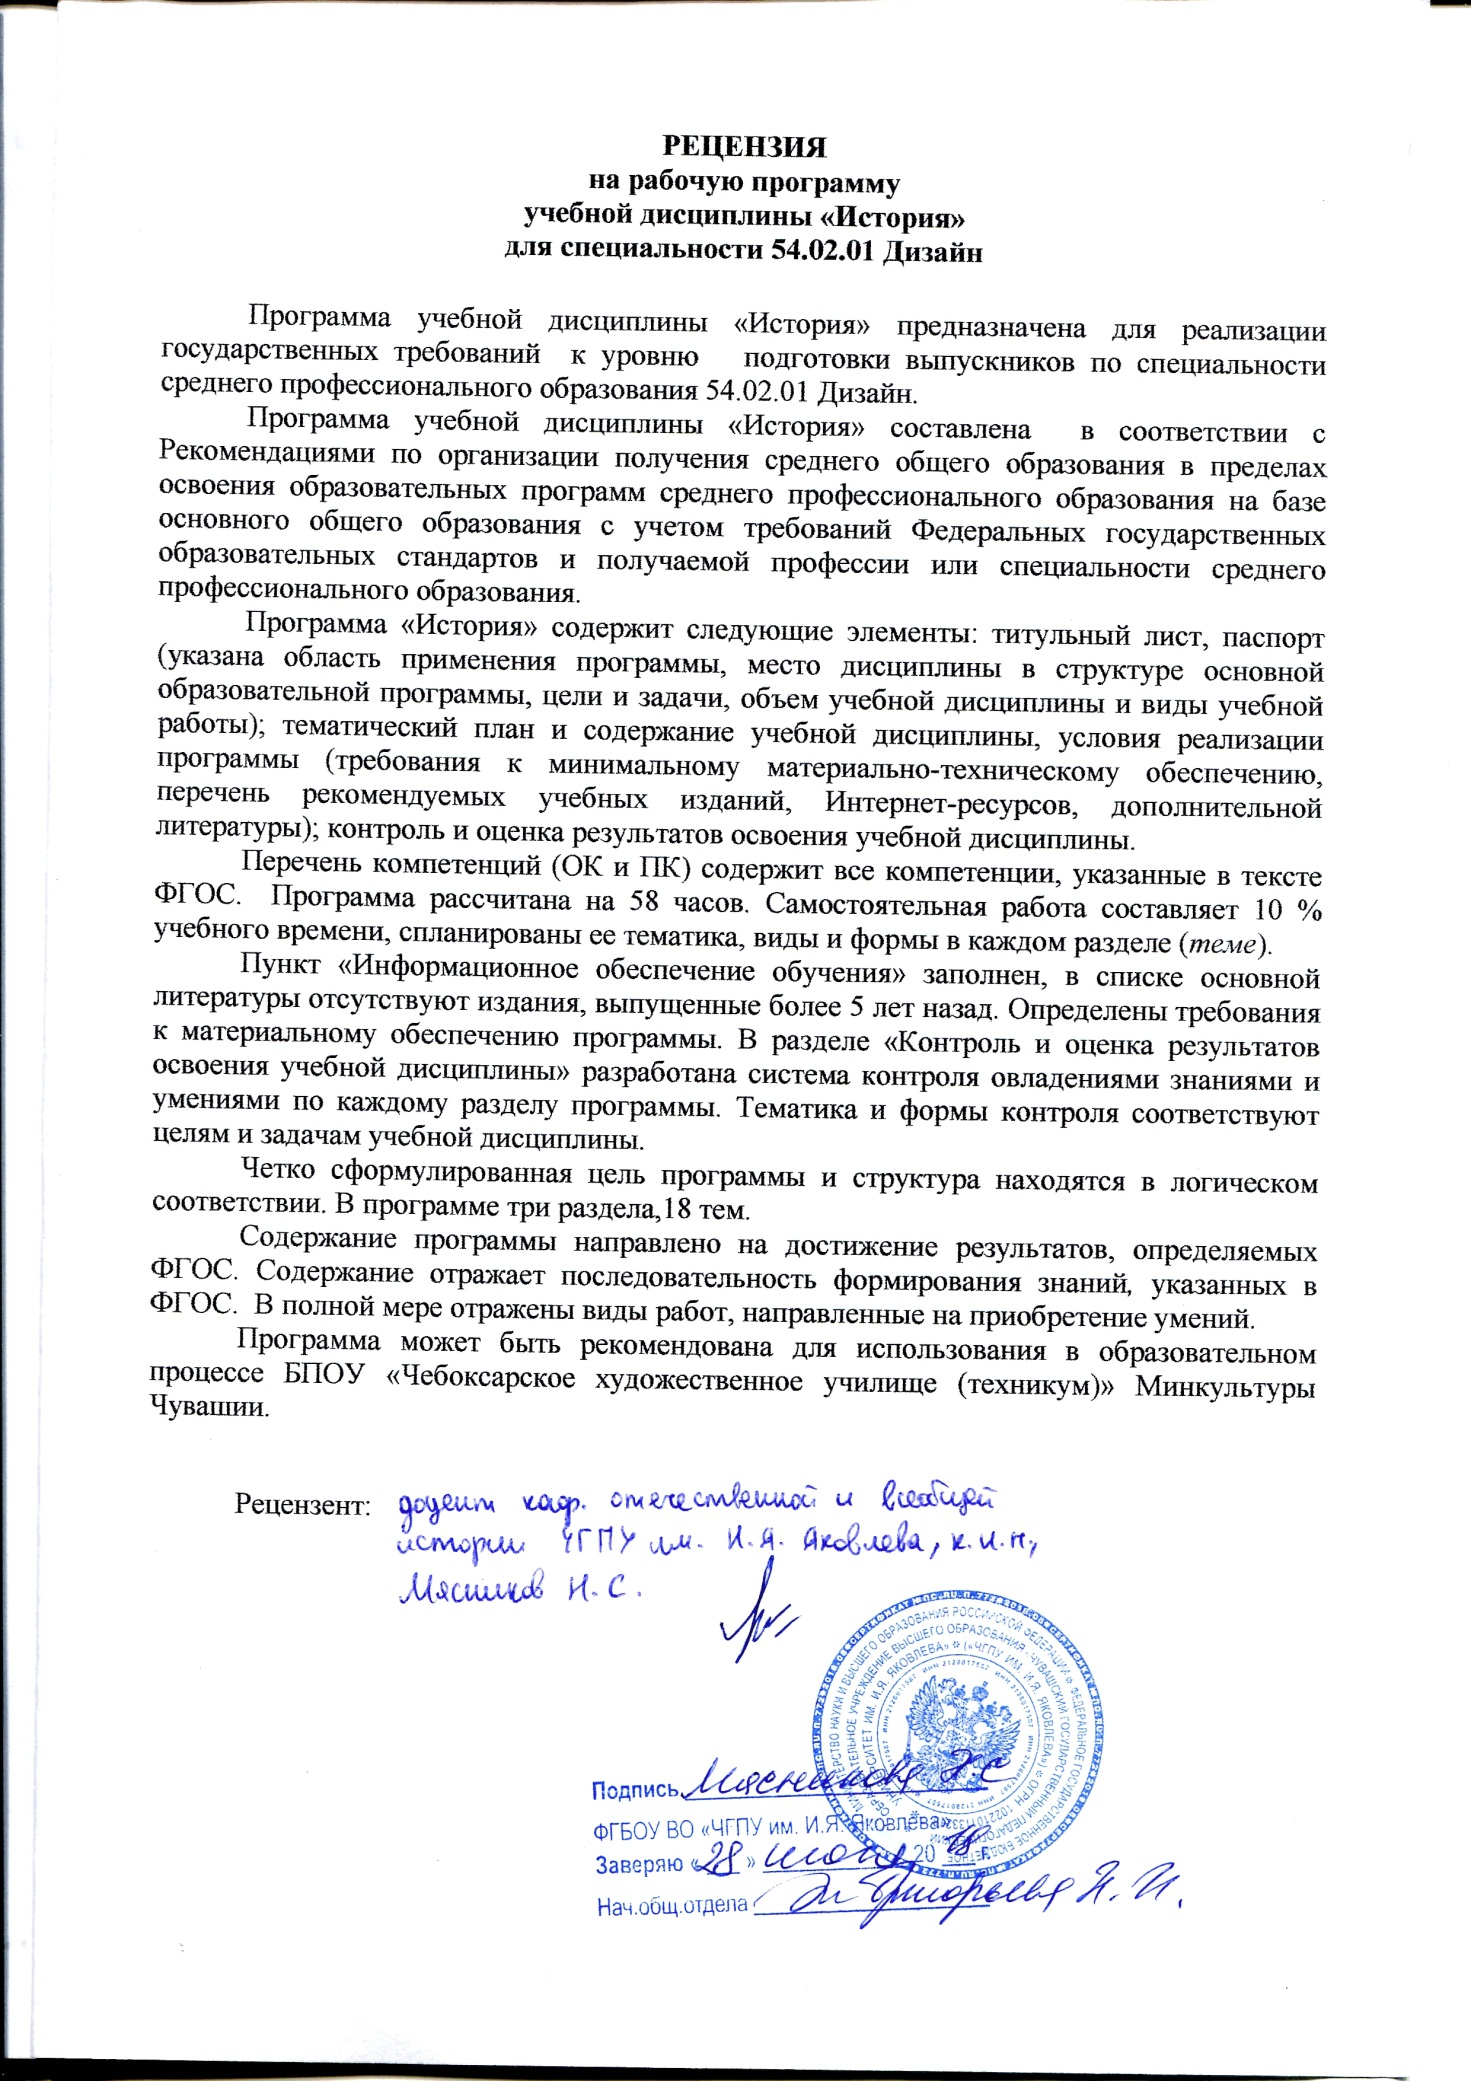 РЕЦЕНЗИЯ
на рабочую программу
учебной дисциплины «История»
для специальности 54.02.01 Дизайн
Программа учебной дисциплины «История» предназначена для реализации
государственных требований к уровню подготовки выпускников по специальности
среднего профессионального образования 54.02.01 Дизайн.
Программа учебной дисциплины «История» составлена в соответствии с
Рекомендациями по организации получения среднего общего образования в пределах
освоения образовательных программ среднего профессионального образования на базе
основного общего образования с учетом требований Федеральных государственных
образовательных стандартов и получаемой профессии или специальности среднего
профессионального образования.
Программа «История» содержит следующие элементы: титульный лист, паспорт
(указана область применения программы, место дисциплины в структуре основной
образовательной программы, цели и задачи, объем учебной дисциплины и виды учебной
работы); тематический план и содержание учебной дисциплины, условия реализации
программы (требования к минимальному материально-техническому обеспечению,
перечень рекомендуемых учебных изданий, Интернет-ресурсов, дополнительной
литературы); контроль и оценка результатов освоения учебной дисциплины.
Перечень компетенций (ОК и ПК) содержит все компетенции, указанные в тексте
ФГОС. Программа рассчитана на 58 часов. Самостоятельная работа составляет 10 %
учебного времени, спланированы ее тематика, виды и формы в каждом разделе (теме).
Пункт «Информационное обеспечение обучения» заполнен, в списке основной
литературы отсутствуют издания, выпущенные более 5 лет назад. Определены требования
к материальному обеспечению программы. В разделе «Контроль и оценка результатов
освоения учебной дисциплины» разработана система контроля овладениями знаниями и
умениями по каждому разделу программы. Тематика и формы контроля соответствуют
целям и задачам учебной дисциплины.
Четко сформулированная цель программы и структура находятся в логическом
соответствии. В программе три раздела,18 тем.
Содержание программы направлено на достижение результатов, определяемых
ФГОС. Содержание отражает последовательность формирования знаний, указанных в
ФГОС. В полной мере отражены виды работ, направленные на приобретение умений.
Программа может быть рекомендована для использования в образовательном
процессе БПОУ «Чебоксарское художественное училище (техникум)» Минкультуры
Чувашии.
Рецензент: доцент каф. отечественной и всеобщей
истории ЧГПУ им. И.Я. Яковлева, к.и.н.,
Мясников Н.С.
Подпись Мясникова Н.С
ФГБОУ ВО «ЧГПУ им. И.Я. Яковлева»
Заверяю «28» июня 2018 г.
Нач.общ.отдела Григорьева И.И.